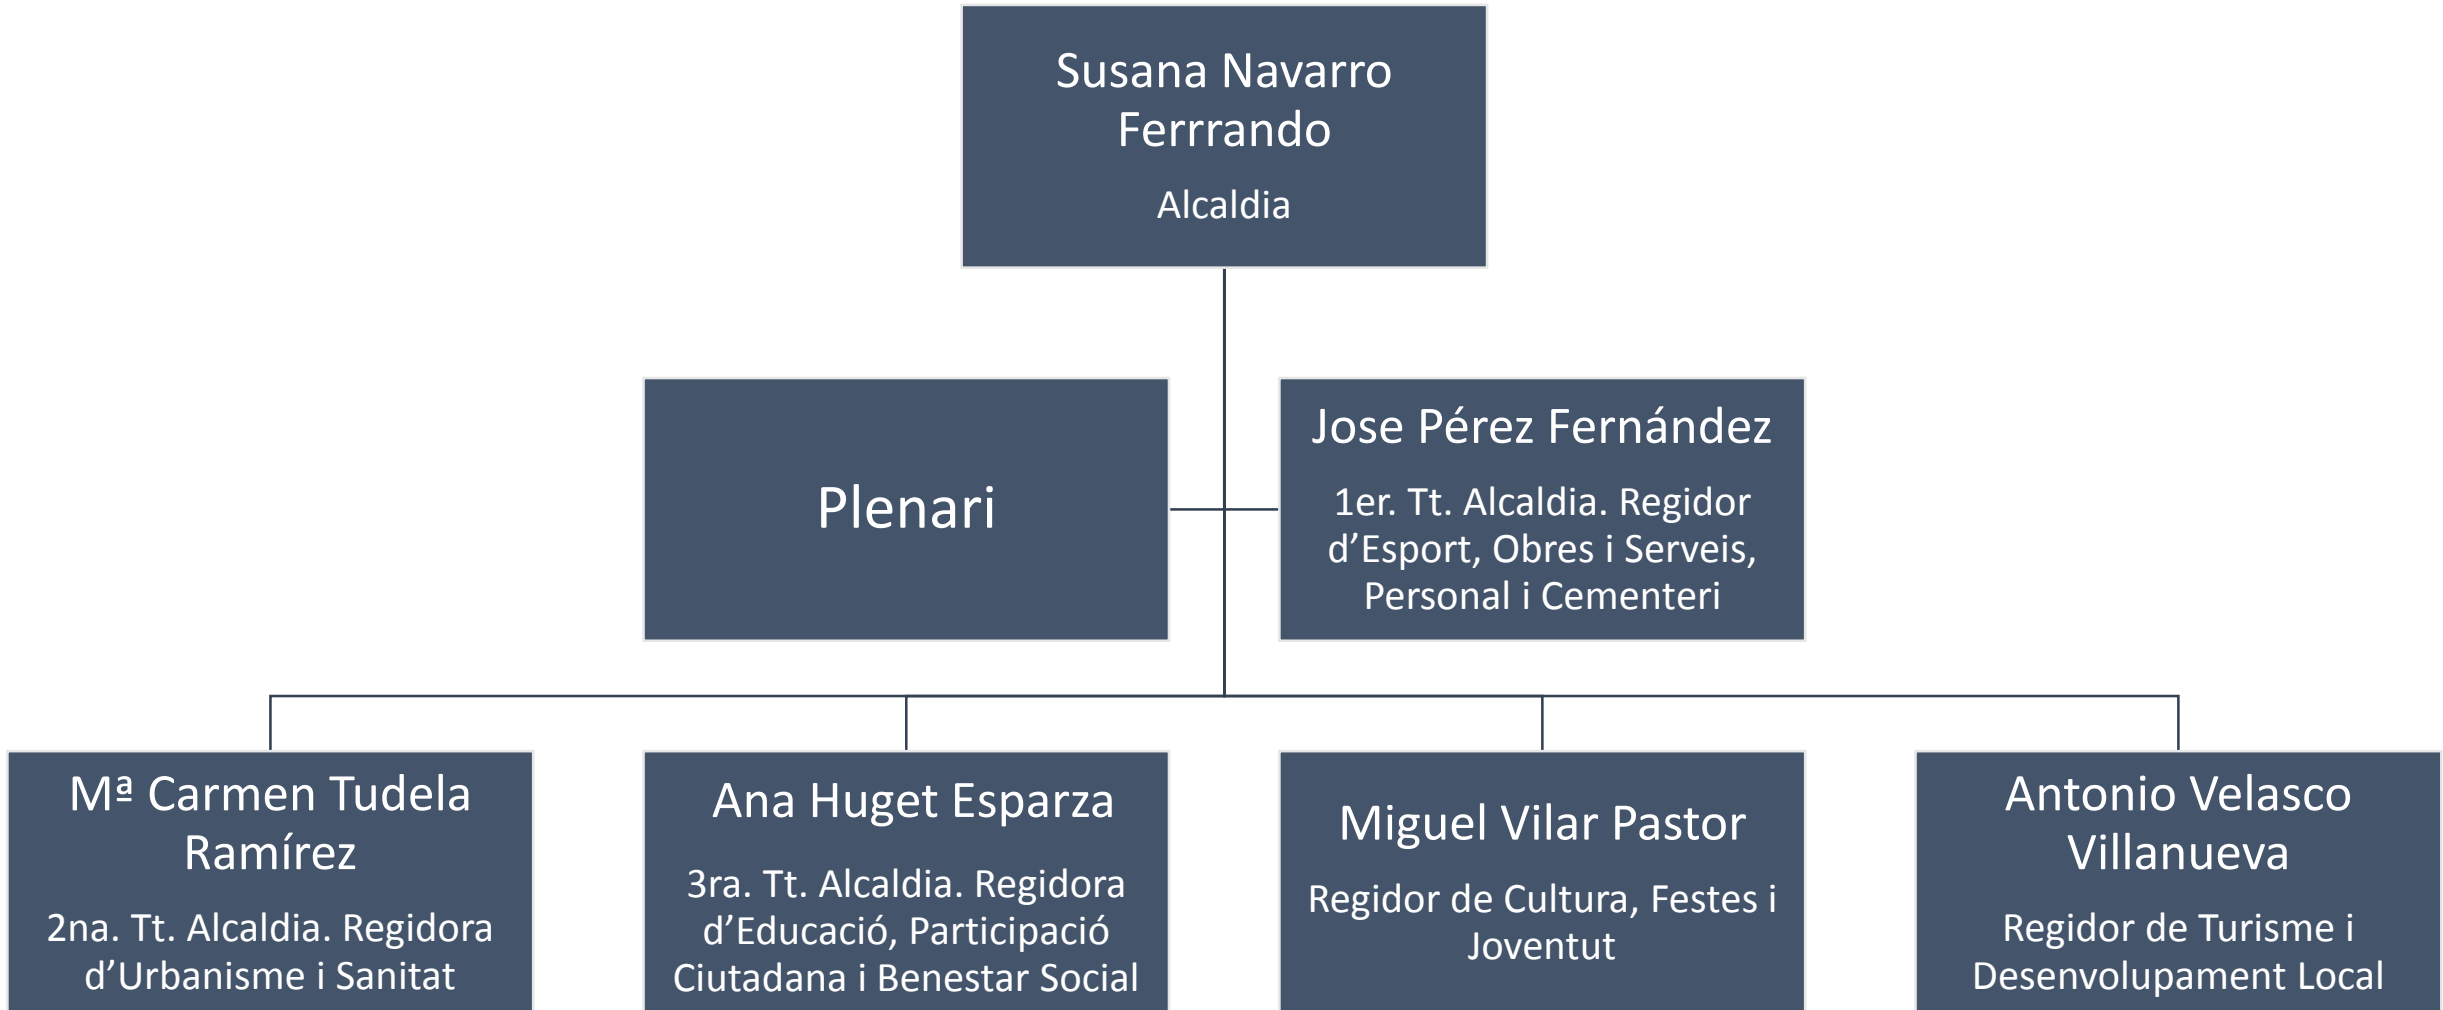 Susana Navarro
Ferrrando
Alcaldia
Plenari
Jose Pérez Fernández
1er. Tt. Alcaldia. Regidor
d’Esport, Obres i Serveis,
Personal i Cementeri
Mª Carmen Tudela
Ramírez
2na. Tt. Alcaldia. Regidora
d’Urbanisme i Sanitat
Ana Huget Esparza
3ra. Tt. Alcaldia. Regidora
d’Educació, Participació
Ciutadana i Benestar Social
Miguel Vilar Pastor
Regidor de Cultura, Festes i
Joventut
Antonio Velasco
Villanueva
Regidor de Turisme i
Desenvolupament Local